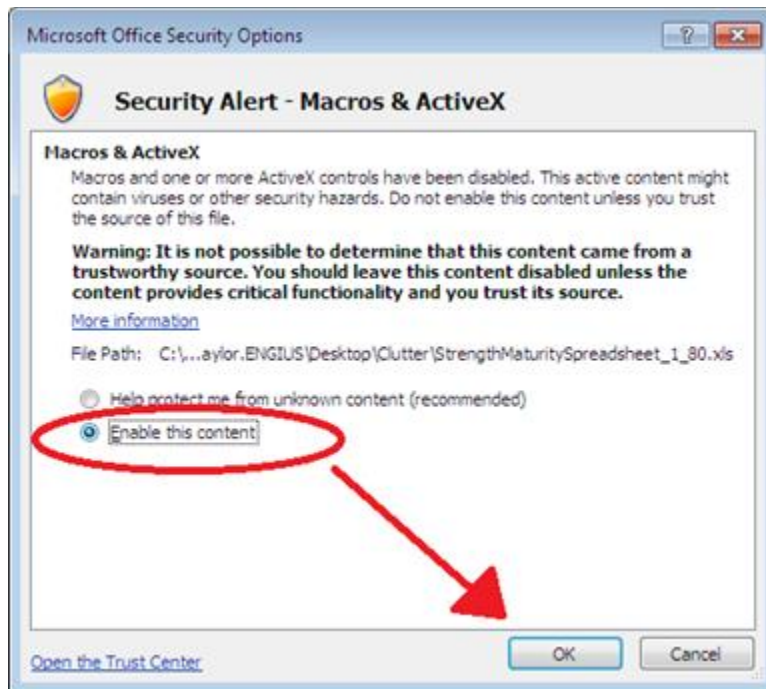 Microsoft Office Security Options
Security Alert - Macros & ActiveX
Macros & ActiveX
Macros and one or more ActiveX controls have been disabled. This active content might
contain viruses or other security hazards. Do not enable this content unless you trust
the source of this file.
Warning: It is not possible to determine that this content came from a
trustworthy source. You should leave this content disabled unless the
content provides critical functionality and you trust its source.
More information
File Path: C:\...aylor.ENGIUS\Desktop\Clutter\StrengthMaturitySpreadsheet_1_80.xls
Help protect me from unknown content (recommended)
Enable this content
Open the Trust Center
OK
Cancel